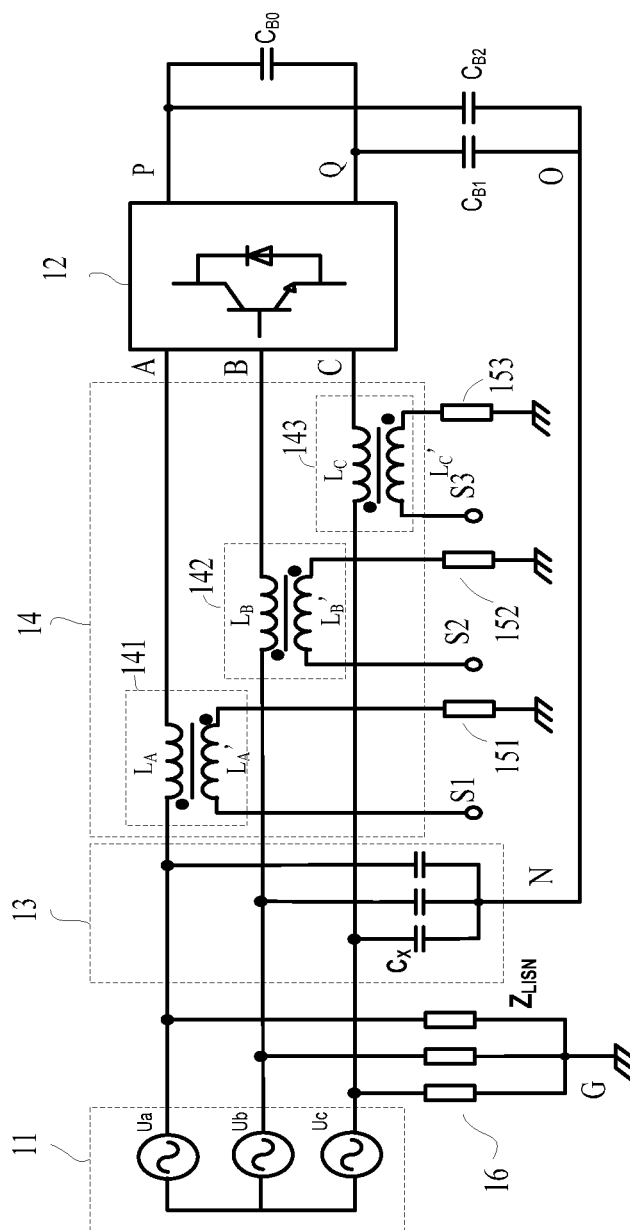 11
13
14
12
141
142
143
Ua
Ub
Uc
LA
LA'
LB
LB'
LC
LC'
A
B
C
P
Q
CB0
CX
S1
S2
S3
CB1
CB2
ZLISN
N
O
151
152
153
16
G